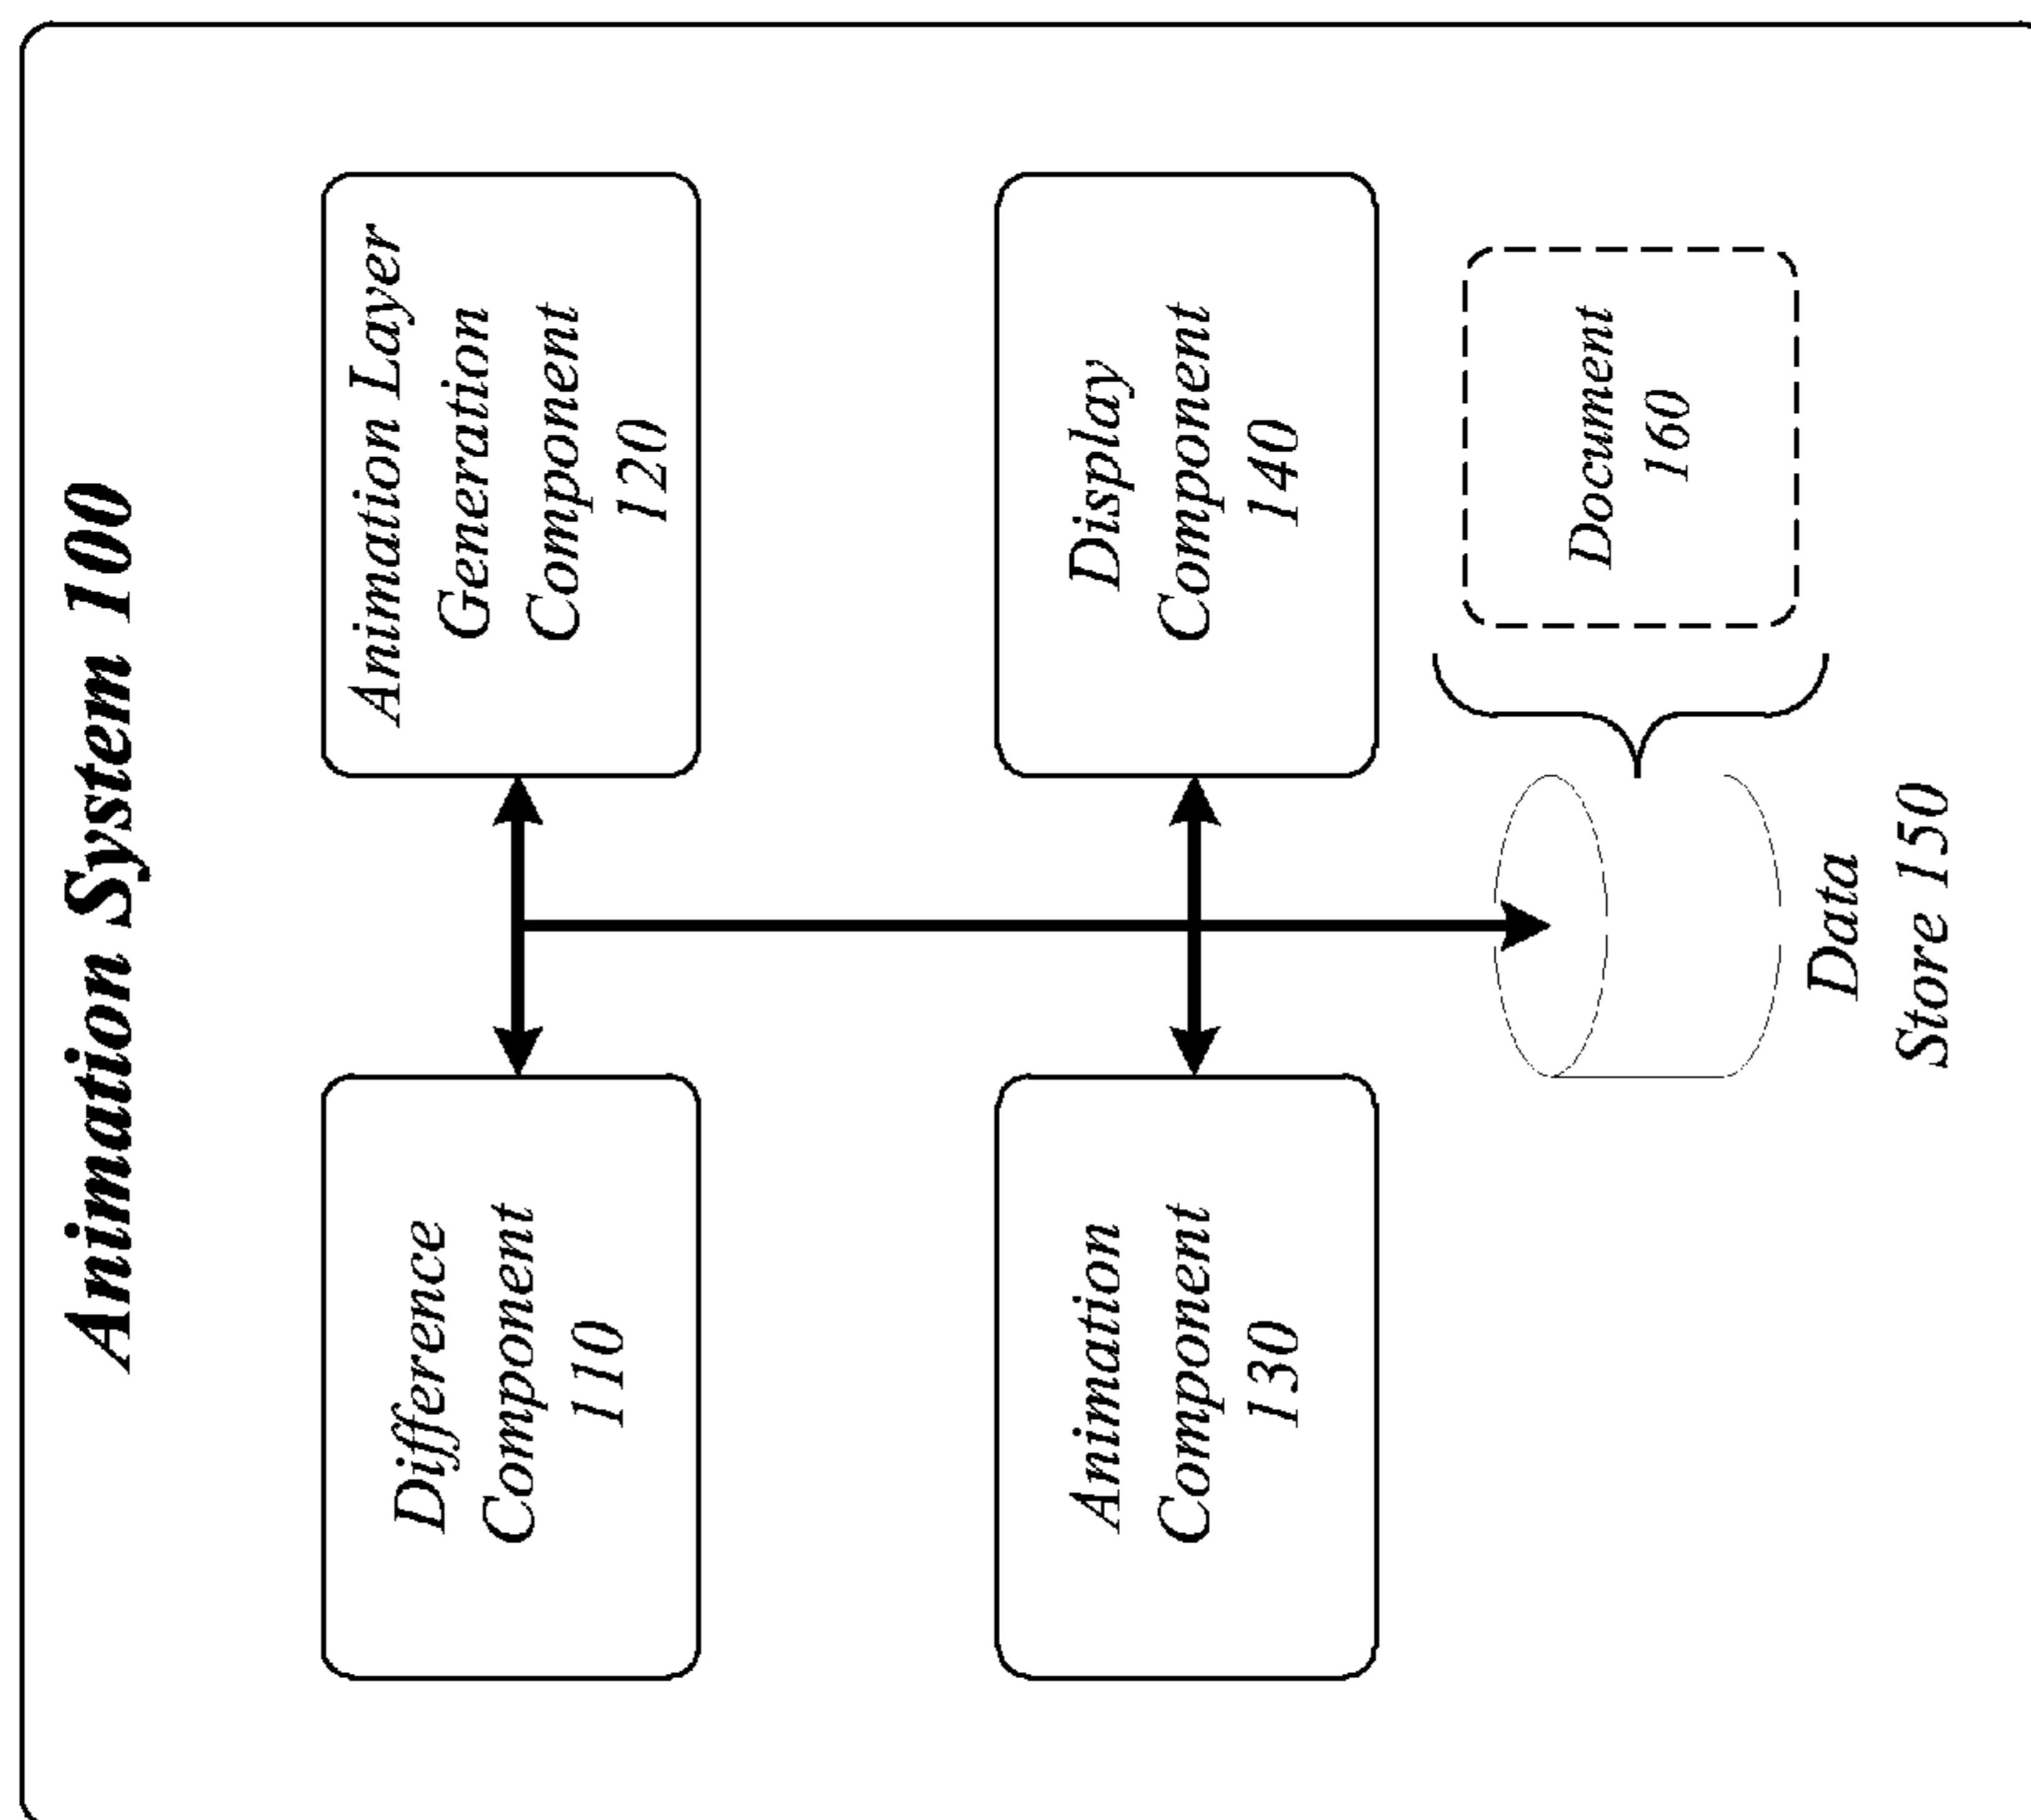 Animation System 100
Difference
Component
110
Animation Layer
Generation
Component
120
Animation
Component
130
Display
Component
140
Data
Store 150
Document
160